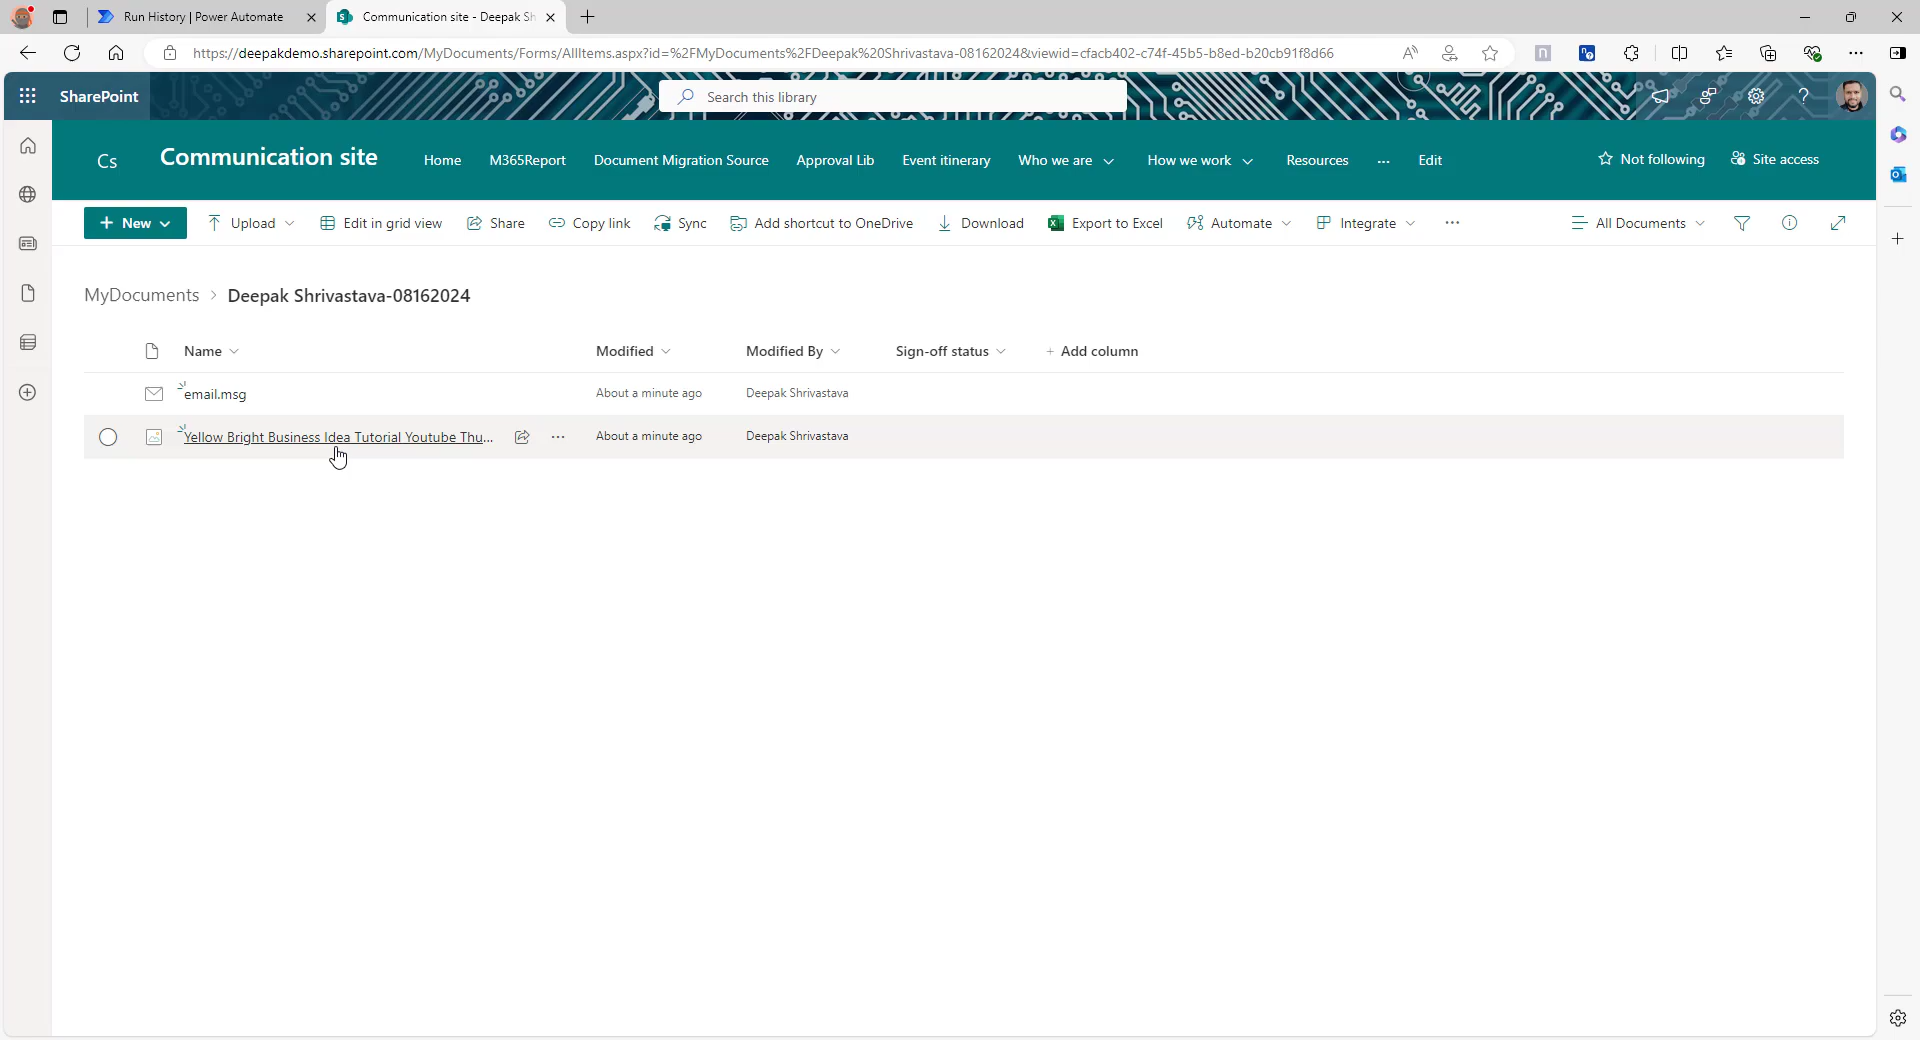 Run History | Power Automate
Communication site - Deepak Sh
https://deepakdemo.sharepoint.com/MyDocuments/Forms/AllItems.aspx?id=%2FMyDocuments%2FDeepak%20Shrivastava-08162024&viewid=cfacb402-c74f-45b5-b8ed-b20cb91f8d66
SharePoint
Search this library
Cs
Communication site
Home
M365Report
Document Migration Source
Approval Lib
Event itinerary
Who we are
How we work
Resources
...
Edit
Not following
Site access
+ New
Upload
Edit in grid view
Share
Copy link
Sync
Add shortcut to OneDrive
Download
Export to Excel
Automate
Integrate
...
All Documents
MyDocuments > Deepak Shrivastava-08162024
Name
Modified
Modified By
Sign-off status
+ Add column
email.msg
About a minute ago
Deepak Shrivastava
Yellow Bright Business Idea Tutorial Youtube Thu...
About a minute ago
Deepak Shrivastava